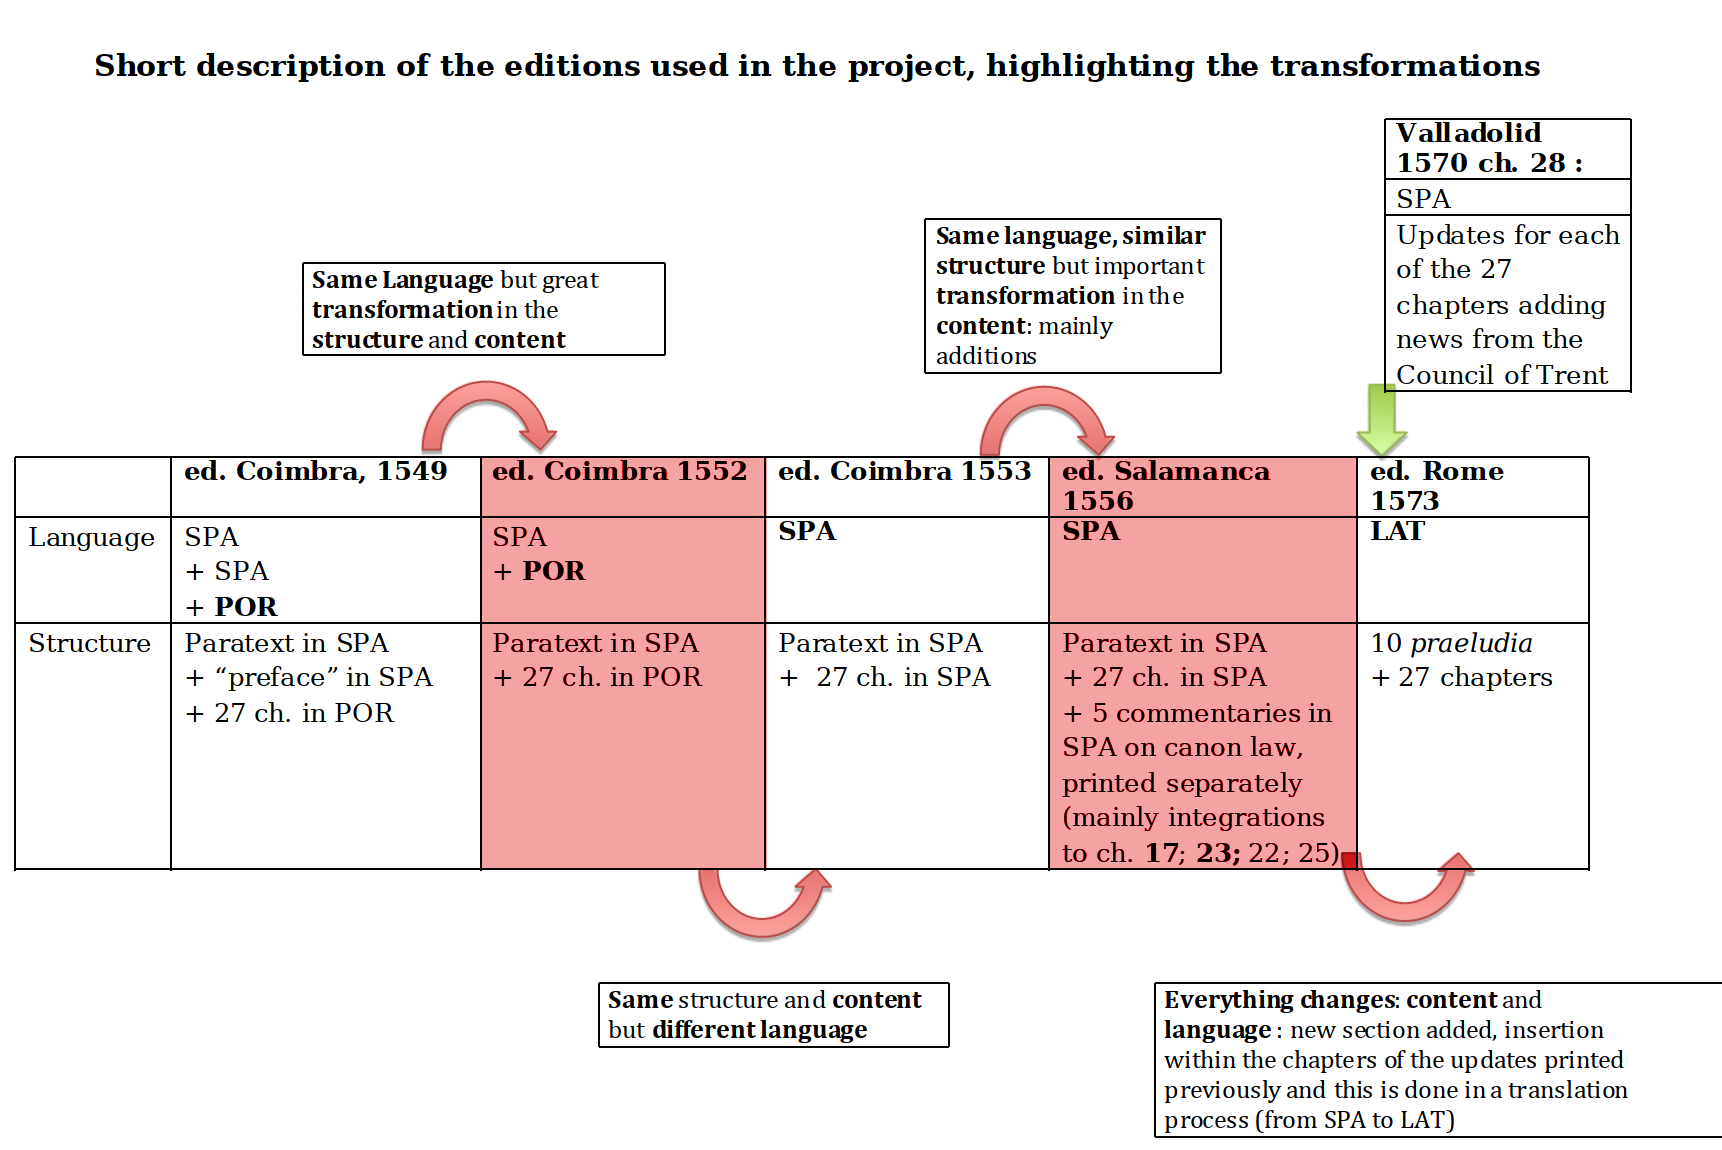 Short description of the editions used in the project, highlighting the transformations
Valladolid
1570 ch. 28 :
SPA
Updates for each
of the 27
chapters adding
news from the
Council of Trent
Same language, similar
structure but important
transformation in the
content: mainly
additions
Same Language but great
transformation in the
structure and content
ed. Coimbra, 1549
ed. Coimbra 1552
ed. Coimbra 1553
ed. Salamanca
1556
ed. Rome
1573
Language
SPA
+ SPA
+ POR
SPA
+ POR
SPA
SPA
LAT
Structure
Paratext in SPA
+ “preface” in SPA
+ 27 ch. in POR
Paratext in SPA
+ 27 ch. in POR
Paratext in SPA
+  27 ch. in SPA
Paratext in SPA
+ 27 ch. in SPA
+ 5 commentaries in
SPA on canon law,
printed separately
(mainly integrations
to ch. 17; 23; 22; 25)
10 praeludia
+ 27 chapters
Same structure and content
but different language
Everything changes: content and
language : new section added, insertion
within the chapters of the updates printed
previously and this is done in a translation
process (from SPA to LAT)